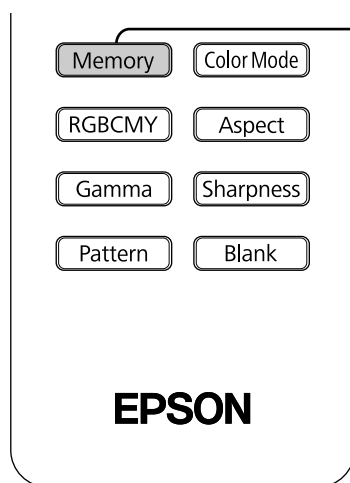 Memory Color Mode
RGBCMY Aspect
Gamma Sharpness
Pattern Blank
EPSON